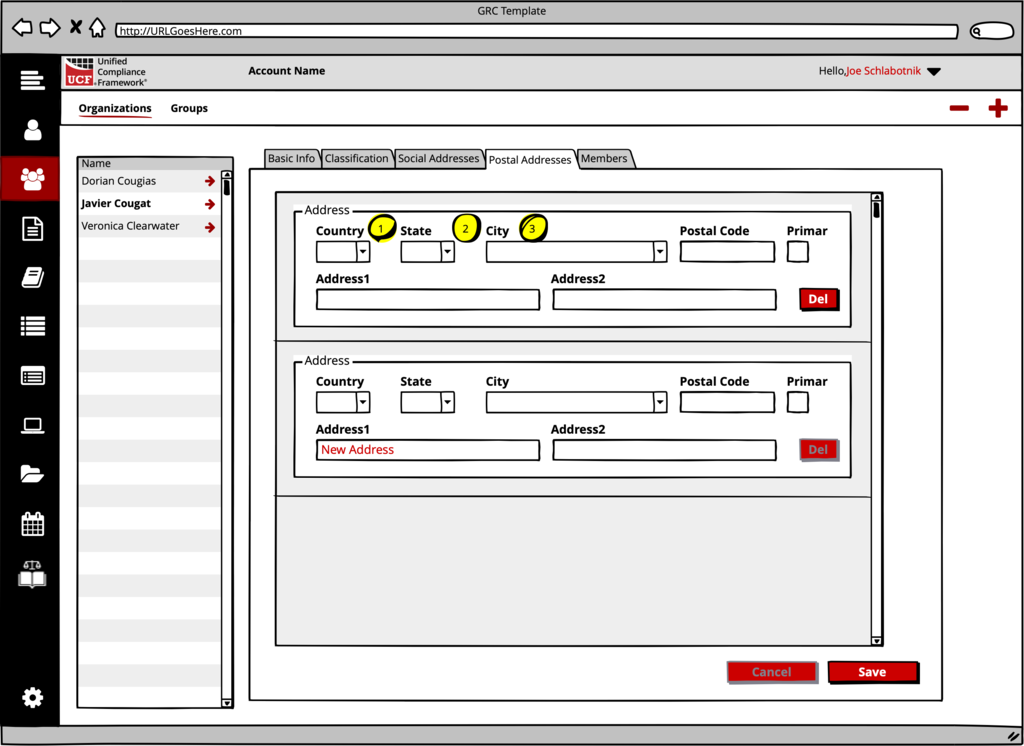 GRC Template
http://URLGoesHere.com
Unified
Compliance
Framework®
UCF
Account Name
Hello,Joe Schlabotnik
Organizations Groups
Name
Dorian Cougias
Javier Cougat
Veronica Clearwater
Basic Info Classification Social Addresses Postal Addresses Members
Address
Country 1 State 2 City 3 Postal Code Primar
Address1 Address2
Del
Address
Country State City Postal Code Primar
Address1 Address2
New Address Del
Cancel Save